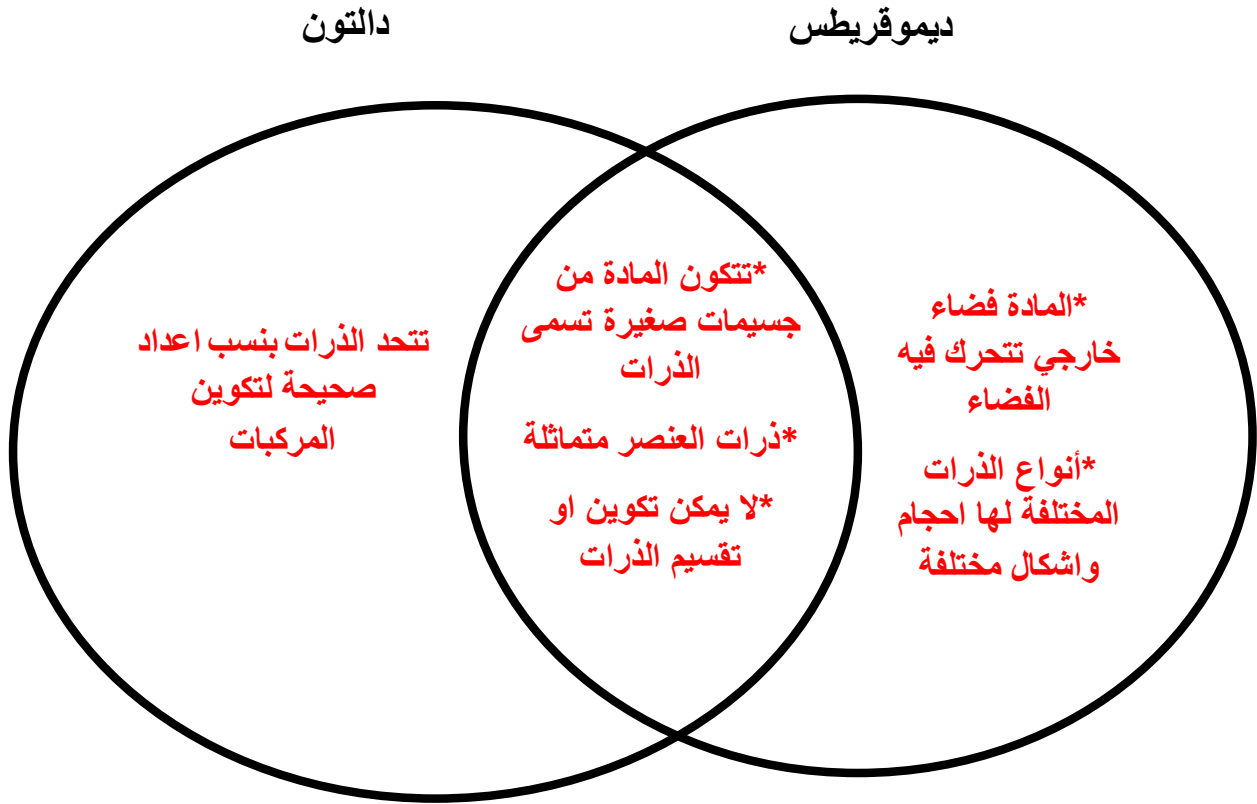 ديموقريطس
دالتون
*المادة فضاء
خارجي تتحرك فيه
الفضاء
*أنواع الذرات
المختلفة لها احجام
واشكال مختلفة
*تتكون المادة من
جسيمات صغيرة تسمى
الذرات
*ذرات العنصر متماثلة
*لا يمكن تكوين او
تقسيم الذرات
تتحد الذرات بنسب اعداد
صحيحة لتكوين
المركبات